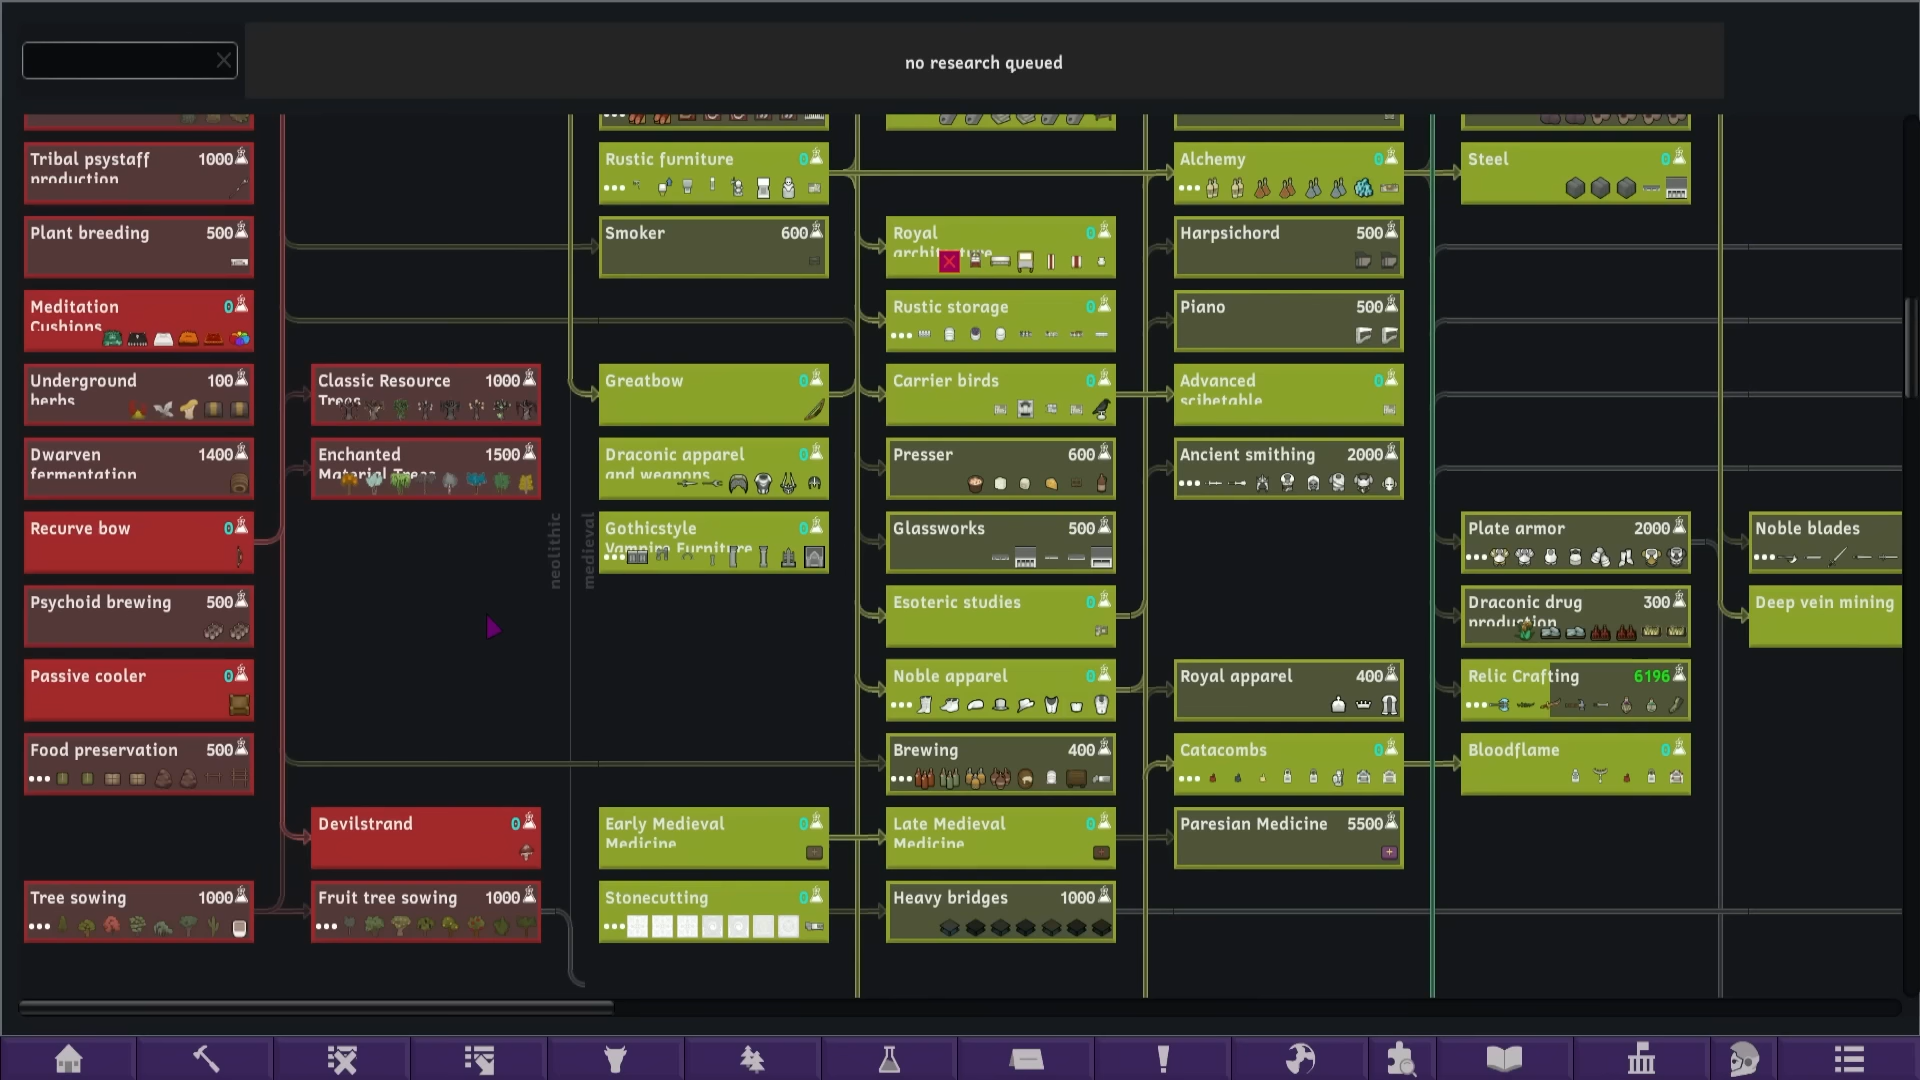 no research queued
Tribal psystaff 1000
production
Rustic furniture 0
Alchemy 0
Steel 0
Plant breeding 500
Smoker 600
Royal 0
architecture
Harpsichord 500
Meditation 0
Cushions
Rustic storage 0
Piano 500
Underground 100
herbs
Classic Resource 1000
Trees
Greatbow 0
Carrier birds 0
Advanced 0
scibetable
Dwarven 1400
fermentation
Enchanted 1500
Material Trees
Draconic apparel 0
and weapons
Presser 600
Ancient smithing 2000
Recurve bow 0
neolithic
medieval
Gothicstyle 0
Vampire Furniture
Glassworks 500
Plate armor 2000
Noble blades
Psychoid brewing 500
Esoteric studies 0
Draconic drug 300
production
Deep vein mining
Passive cooler 0
Noble apparel 0
Royal apparel 400
Relic Crafting 6196
Food preservation 500
Brewing 400
Catacombs 0
Bloodflame 0
Devilstrand 0
Early Medieval 0
Medicine
Late Medieval 0
Medicine
Paresian Medicine 5500
Tree sowing 1000
Fruit tree sowing 1000
Stonecutting 0
Heavy bridges 1000